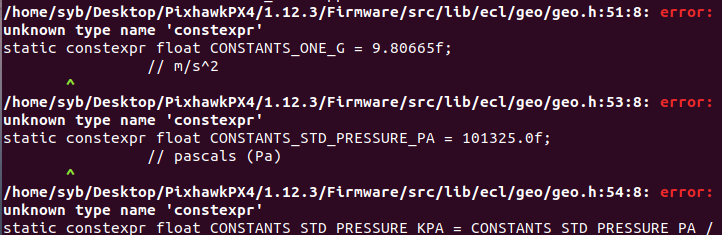 /home/syb/Desktop/PixhawkPX4/1.12.3/Firmware/src/lib/ecl/geo/geo.h:51:8: error:
unknown type name 'constexpr'
static constexpr float CONSTANTS_ONE_G = 9.80665f;
// m/s^2
^
/home/syb/Desktop/PixhawkPX4/1.12.3/Firmware/src/lib/ecl/geo/geo.h:53:8: error:
unknown type name 'constexpr'
static constexpr float CONSTANTS_STD_PRESSURE_PA = 101325.0f;
// pascals (Pa)
^
/home/syb/Desktop/PixhawkPX4/1.12.3/Firmware/src/lib/ecl/geo/geo.h:54:8: error:
unknown type name 'constexpr'
static constexpr float CONSTANTS_STD_PRESSURE_KPA = CONSTANTS_STD_PRESSURE_PA /